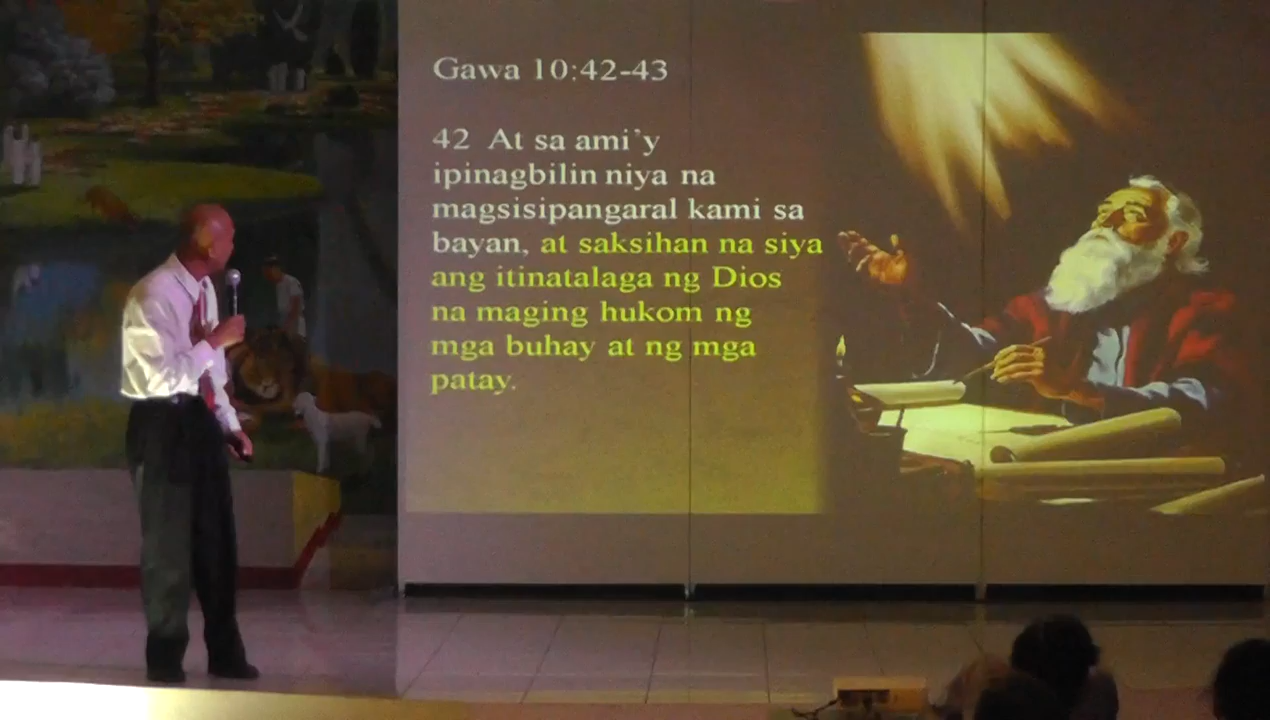 Gawa 10:42-43
42 At sa ami'y
ipinagbilin niya na
magsisipangaral kami sa
bayan, at saksihan na siya
ang itinatalaga ng Dios
na maging hukom ng
mga buhay at ng mga
patay.